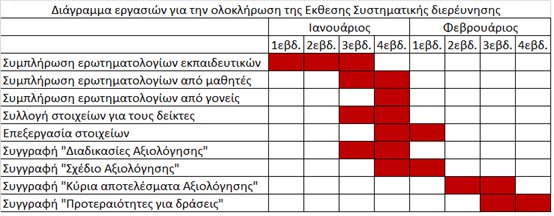 Διάγραμμα εργασιών για την ολοκλήρωση της Εκθεσης Συστηματικής διερέυνησης
Ιανουάριος Φεβρουάριος
1εβδ. 2εβδ. 3εβδ. 4εβδ. 1εβδ. 2εβδ. 3εβδ. 4εβδ.
Συμπλήρωση ερωτηματολογίων εκπαιδευτικών
Συμπλήρωση ερωτηματολογίων από μαθητές
Συμπλήρωση ερωτηματολογίων από γονείς
Συλλογή στοιχείων για τους δείκτες
Επεξεργασία στοιχείων
Συγγραφή "Διαδικασίες Αξιολόγησης"
Συγγραφή "Σχέδιο Αξιολόγησης"
Συγγραφή "Κύρια αποτελέσματα Αξιολόγησης"
Συγγραφή "Προτεραιότητες για δράσεις"